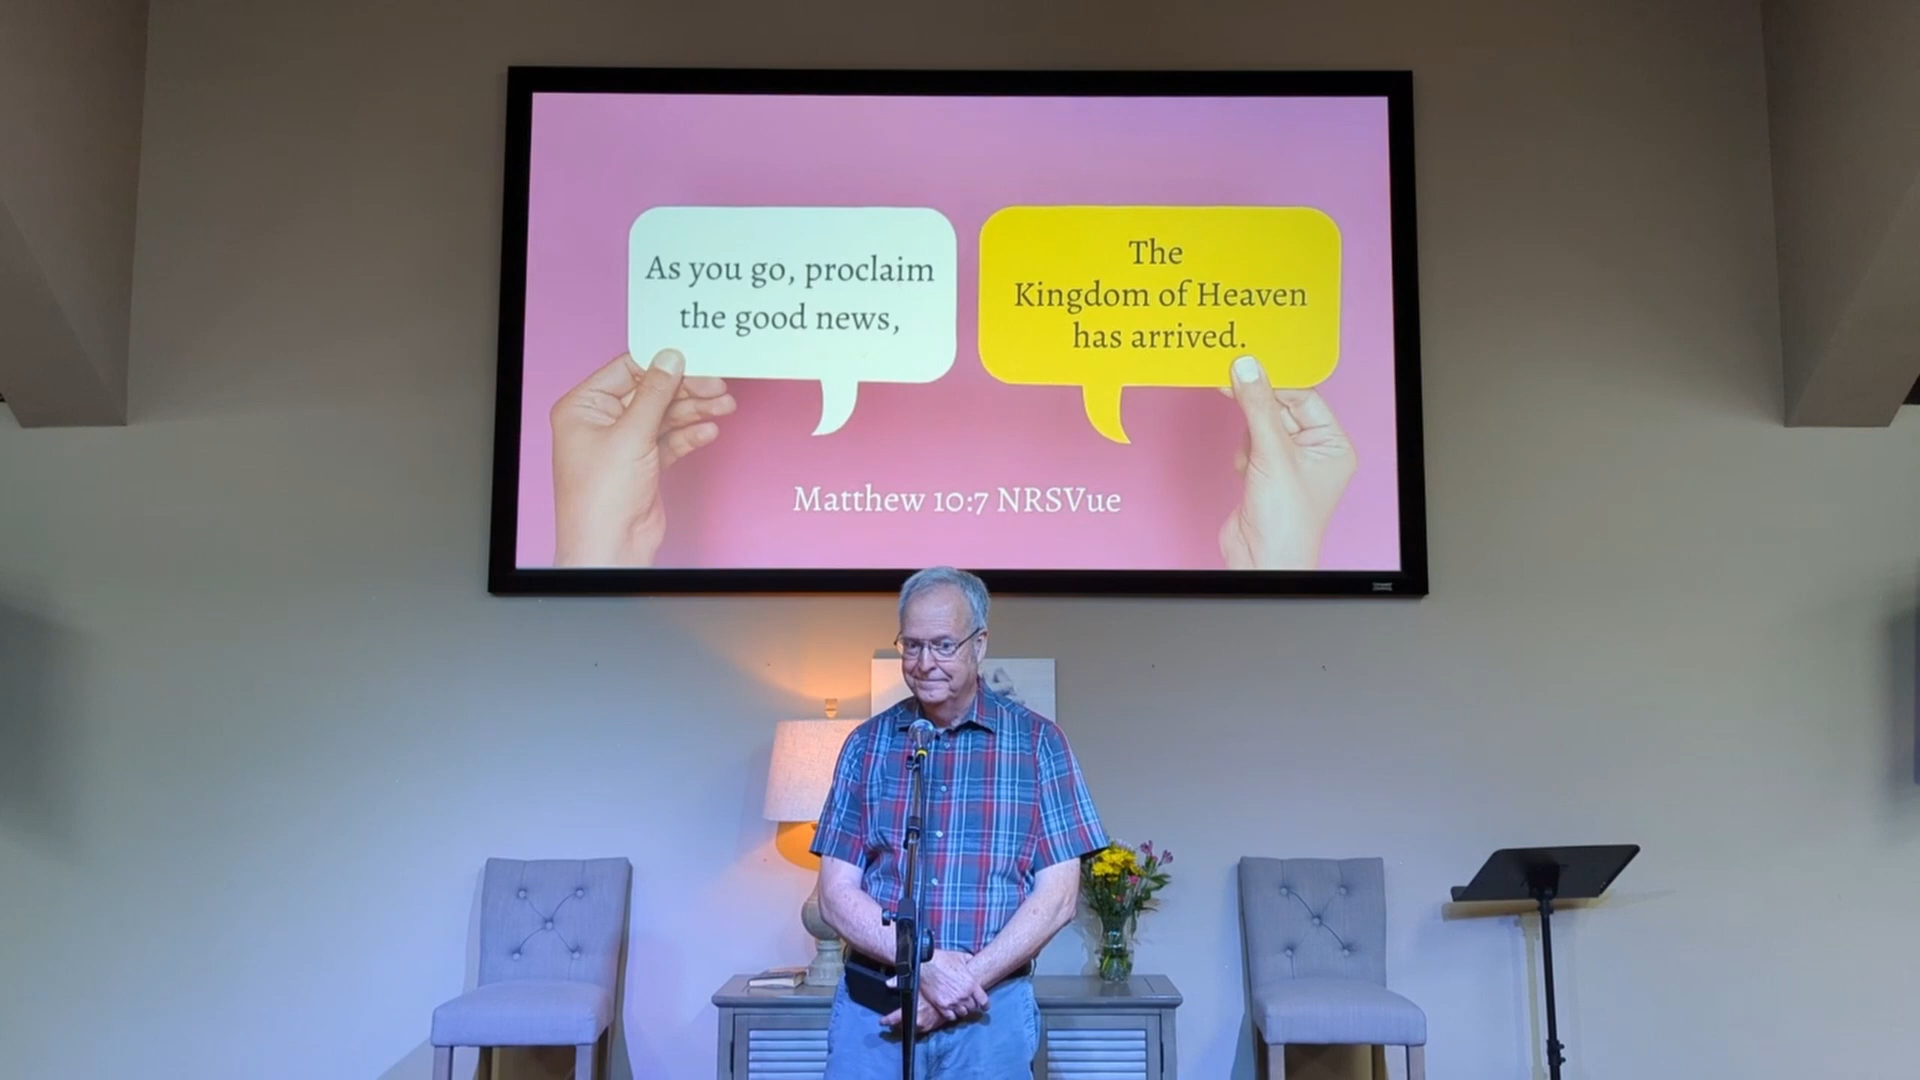 As you go, proclaim
the good news,
The
Kingdom of Heaven
has arrived.
Matthew 10:7 NRSVue